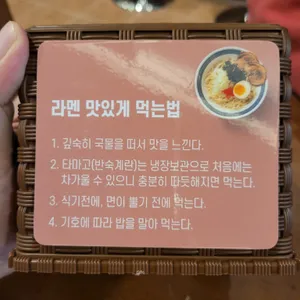 라멘 맛있게 먹는법
1. 깊숙히 국물을 떠서 맛을 느낀다.
2. 타마고(반숙계란)는 냉장보관으로 처음에는
차가울 수 있으니 충분히 따듯해지면 먹는다.
3. 식기전에, 면이 뿔기 전에 먹는다.
4. 기호에 따라 밥을 말아 먹는다.